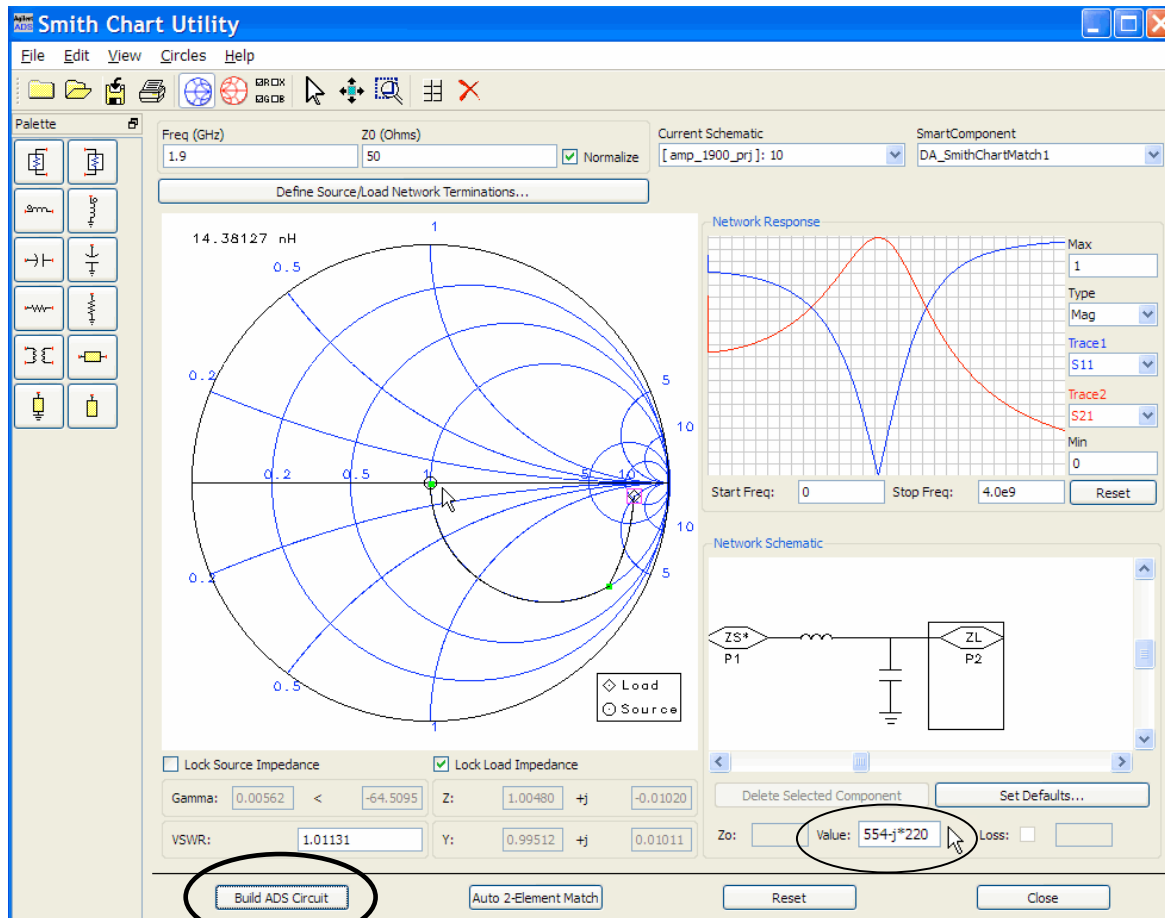 Agilent
ADS
Smith Chart Utility
File Edit View Circles Help
Palette
Freq (GHz)
1.9
Z0 (Ohms)
50
Normalize
Current Schematic
[ amp_1900_prj ]: 10
SmartComponent
DA_SmithChartMatch1
Define Source/Load Network Terminations...
14.38127 nH
1
0.5
0.2
5
10
0.2 0.5 1 5 10
10
5
0.2
0.5
1
Load
Source
Network Response
Max
1
Type
Mag
Trace1
S11
Trace2
S21
Min
0
Start Freq: 0 Stop Freq: 4.0e9 Reset
Network Schematic
ZS*
P1
ZL
P2
Lock Source Impedance
Lock Load Impedance
Gamma: 0.00562 < -64.5095 Z: 1.00480 +j -0.01020
VSWR: 1.01131 Y: 0.99512 +j 0.01011
Delete Selected Component Set Defaults...
Zo: Value: 554-j*220 Loss:
Build ADS Circuit Auto 2-Element Match Reset Close